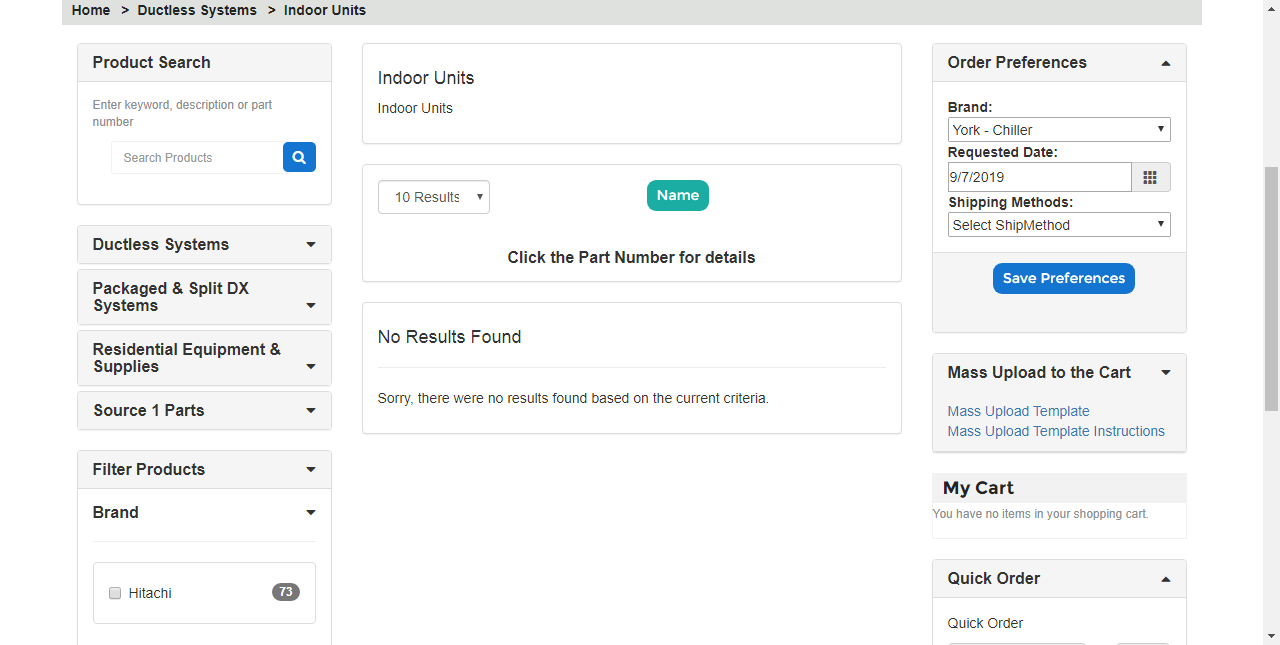 Home > Ductless Systems > Indoor Units
Product Search
Enter keyword, description or part
number
Search Products
Ductless Systems
Packaged & Split DX
Systems
Residential Equipment &
Supplies
Source 1 Parts
Filter Products
Brand
Hitachi 73
Indoor Units
Indoor Units
10 Results Name
Click the Part Number for details
No Results Found
Sorry, there were no results found based on the current criteria.
Order Preferences
Brand:
York - Chiller
Requested Date:
9/7/2019
Shipping Methods:
Select ShipMethod
Save Preferences
Mass Upload to the Cart
Mass Upload Template
Mass Upload Template Instructions
My Cart
You have no items in your shopping cart.
Quick Order
Quick Order